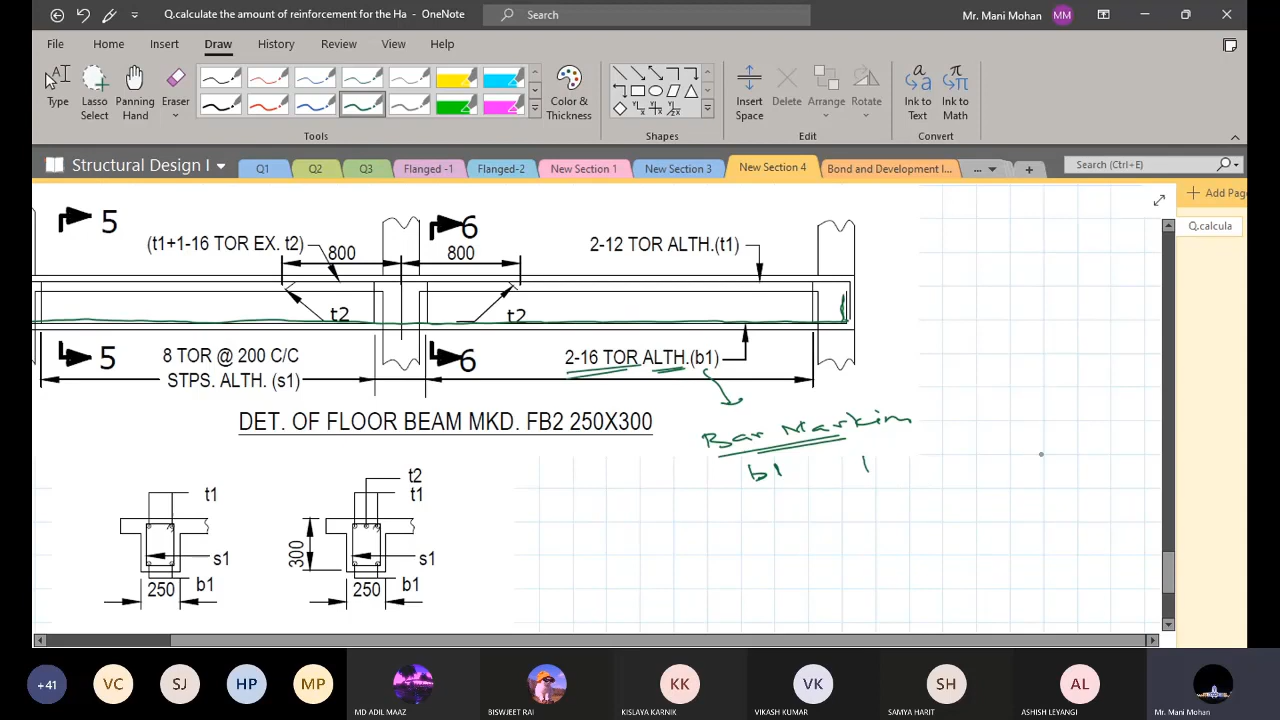 Q.calculate the amount of reinforcement for the Ha - OneNote
Search
Mr. Mani Mohan
MM
File Home Insert Draw History Review View Help
Type
Lasso Select
Panning Hand
Eraser
Color & Thickness
Insert Space
Delete
Arrange
Rotate
Ink to Text
Ink to Math
Tools
Shapes
Edit
Convert
Structural Design I
Q1
Q2
Q3
Flanged -1
Flanged-2
New Section 1
New Section 3
New Section 4
Bond and Development l...
...
Search (Ctrl+E)
Add Page
Q.calcula
5
6
(t1+1-16 TOR EX. t2)
800
800
2-12 TOR ALTH.(t1)
t2
t2
5
8 TOR @ 200 C/C
STPS. ALTH. (s1)
6
2-16 TOR ALTH.(b1)
DET. OF FLOOR BEAM MKD. FB2 250X300
Bar Markin
b1
t1
s1
250
b1
t2
t1
300
s1
250
b1
+41
VC
SJ
HP
MP
KK
VK
SH
AL
MD ADIL MAAZ
BISWJEET RAI
KISLAYA KARNIK
VIKASH KUMAR
SAMYA HARIT
ASHISH LEYANGI
Mr. Mani Mohan